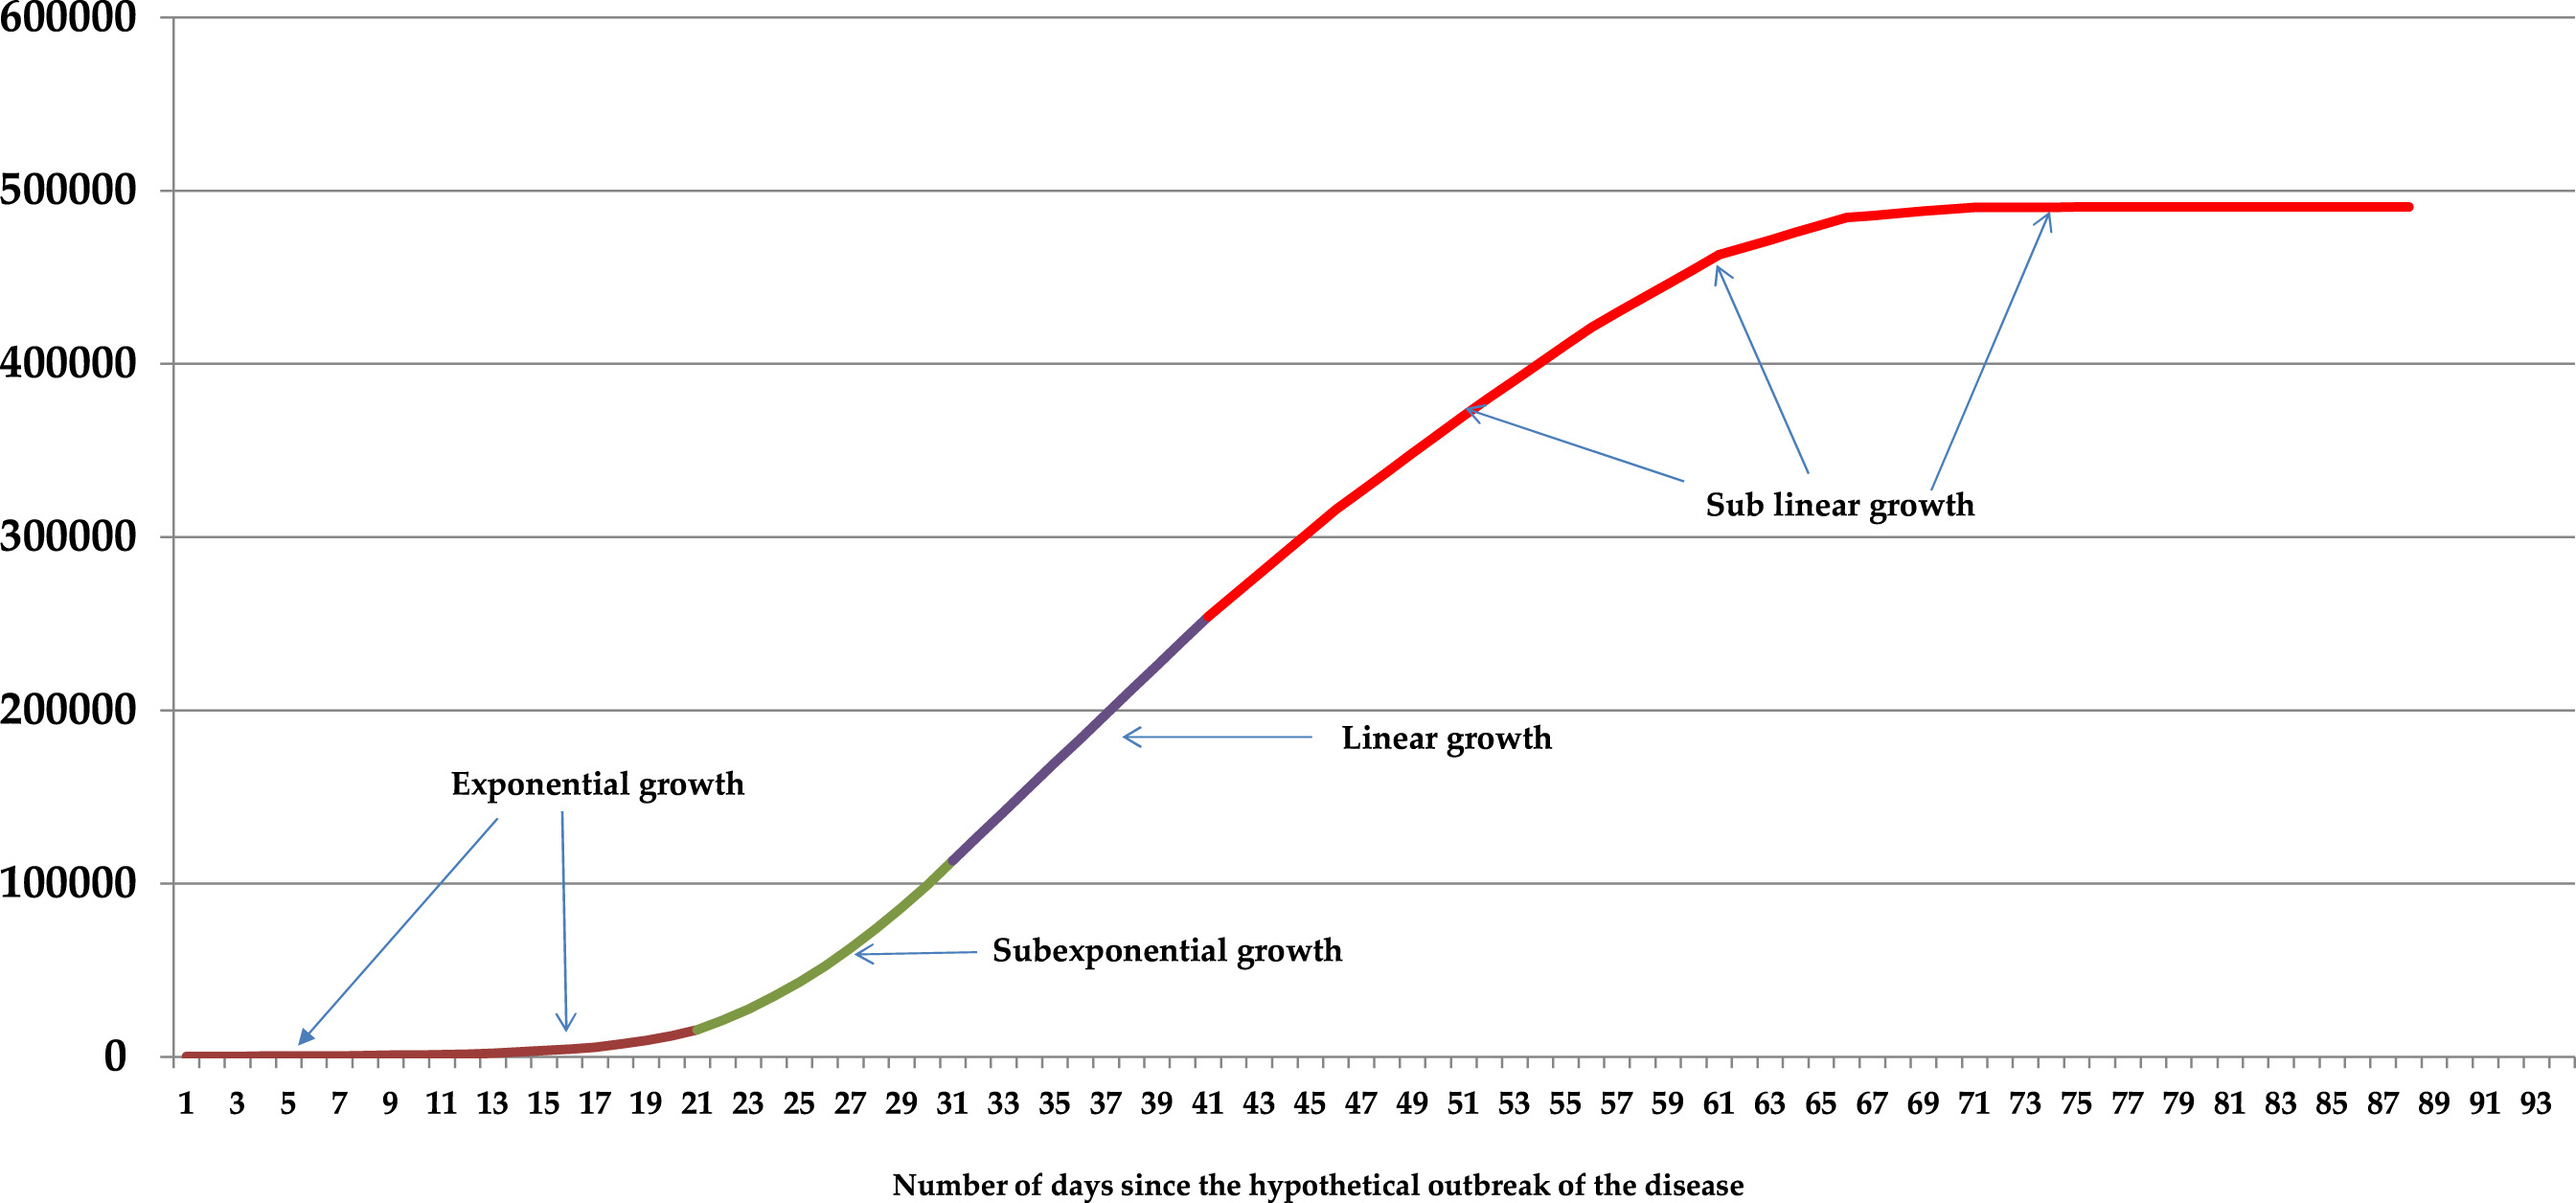 600000
500000
400000
300000
200000
100000
0
Sub linear growth
Linear growth
Exponential growth
Subexponential growth
1 3 5 7 9 11 13 15 17 19 21 23 25 27 29 31 33 35 37 39 41 43 45 47 49 51 53 55 57 59 61 63 65 67 69 71 73 75 77 79 81 83 85 87 89 91 93
Number of days since the hypothetical outbreak of the disease